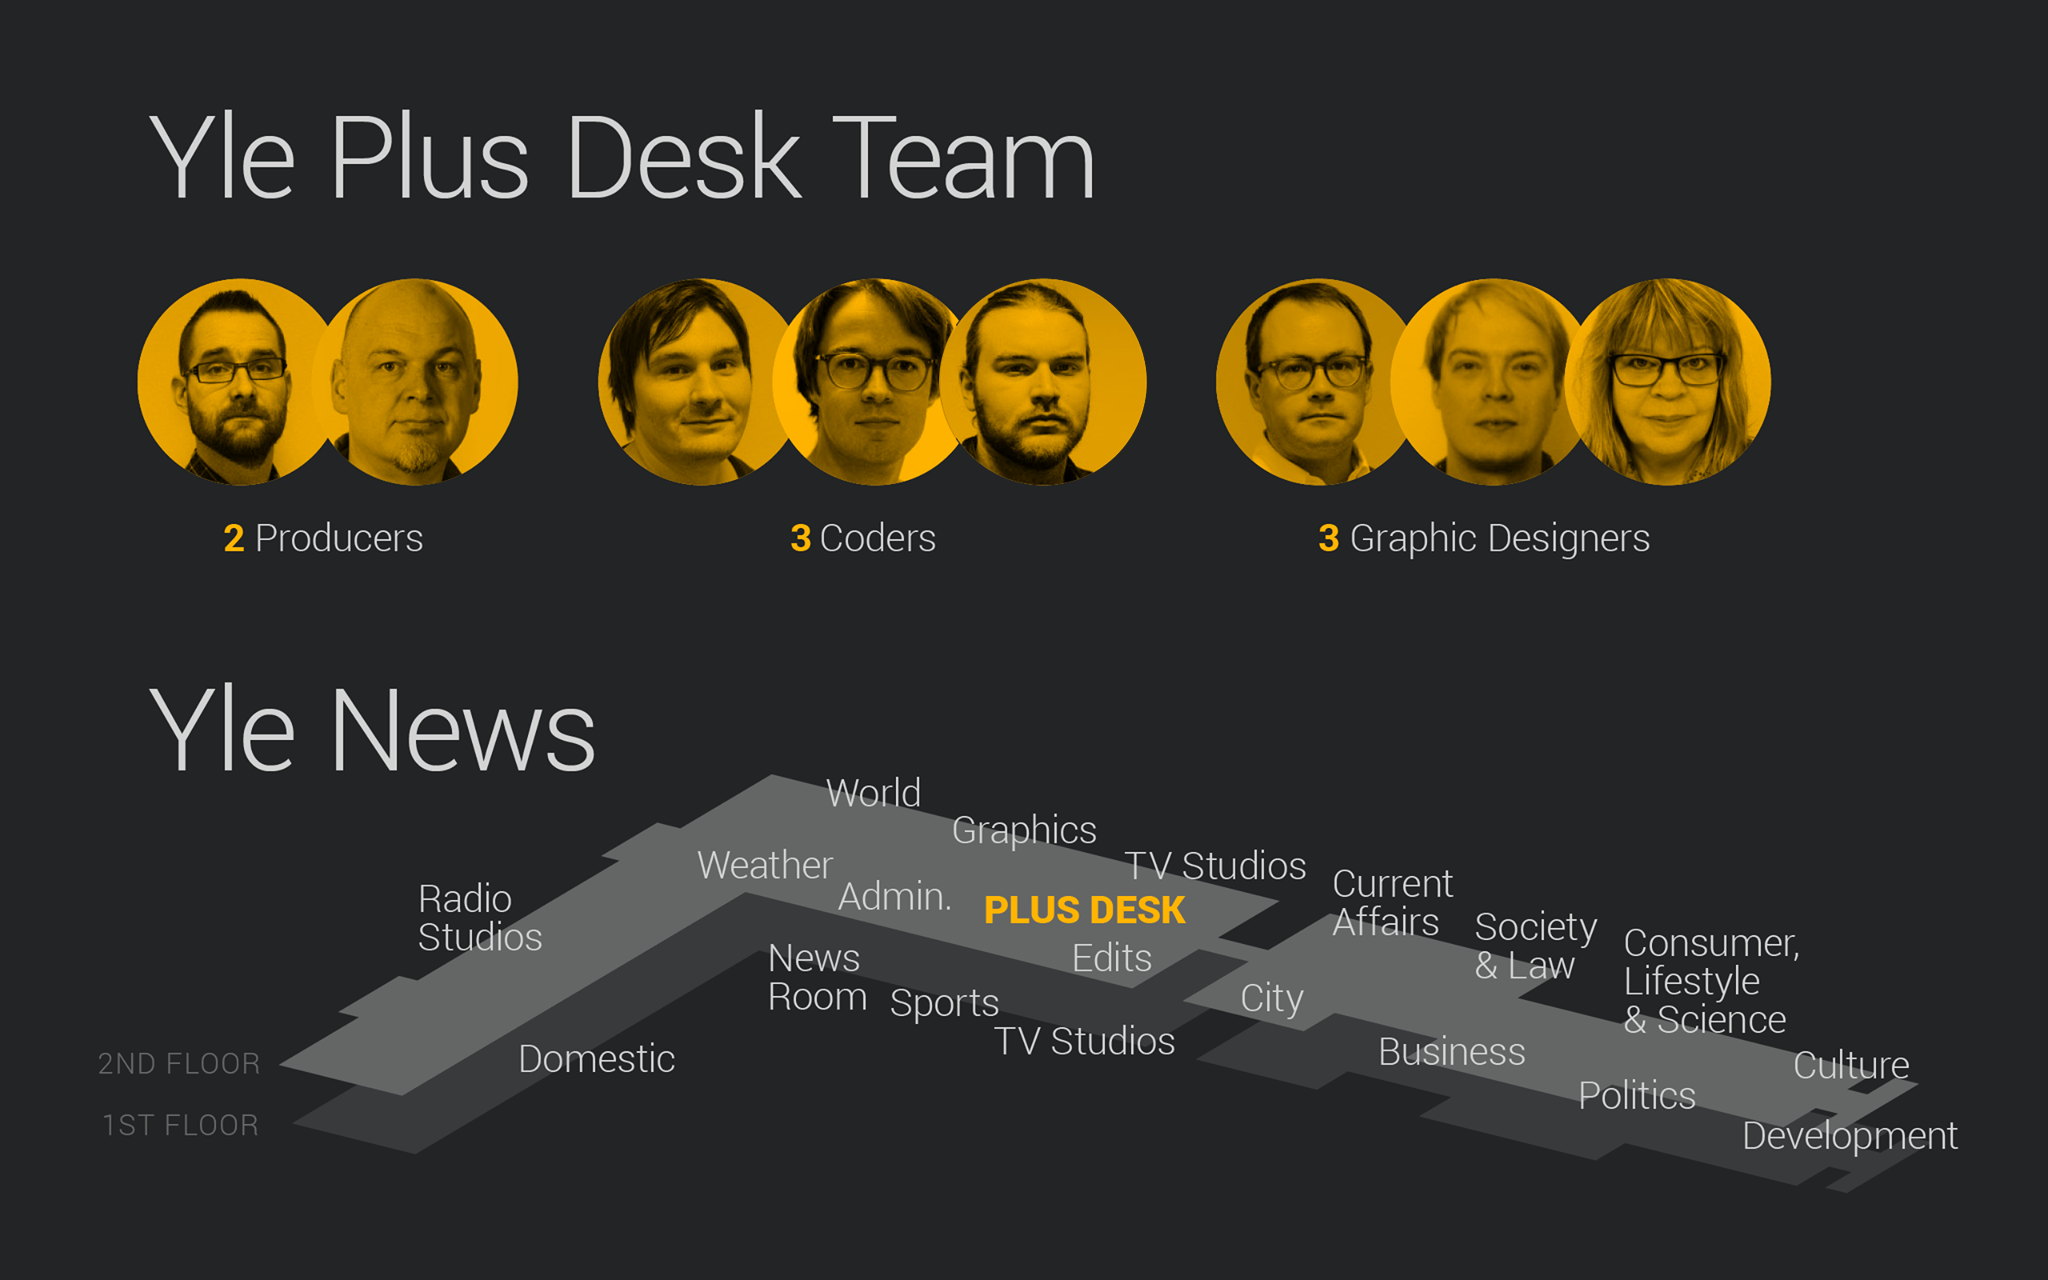 Yle Plus Desk Team
2 Producers
3 Coders
3 Graphic Designers
Yle News
World
Graphics
Weather
TV Studios
Admin.
PLUS DESK
Radio
Studios
Current
Affairs
Society
& Law
Consumer,
Lifestyle
& Science
News
Room
Edits
Sports
City
TV Studios
Domestic
Business
Culture
Politics
Development
2ND FLOOR
1ST FLOOR